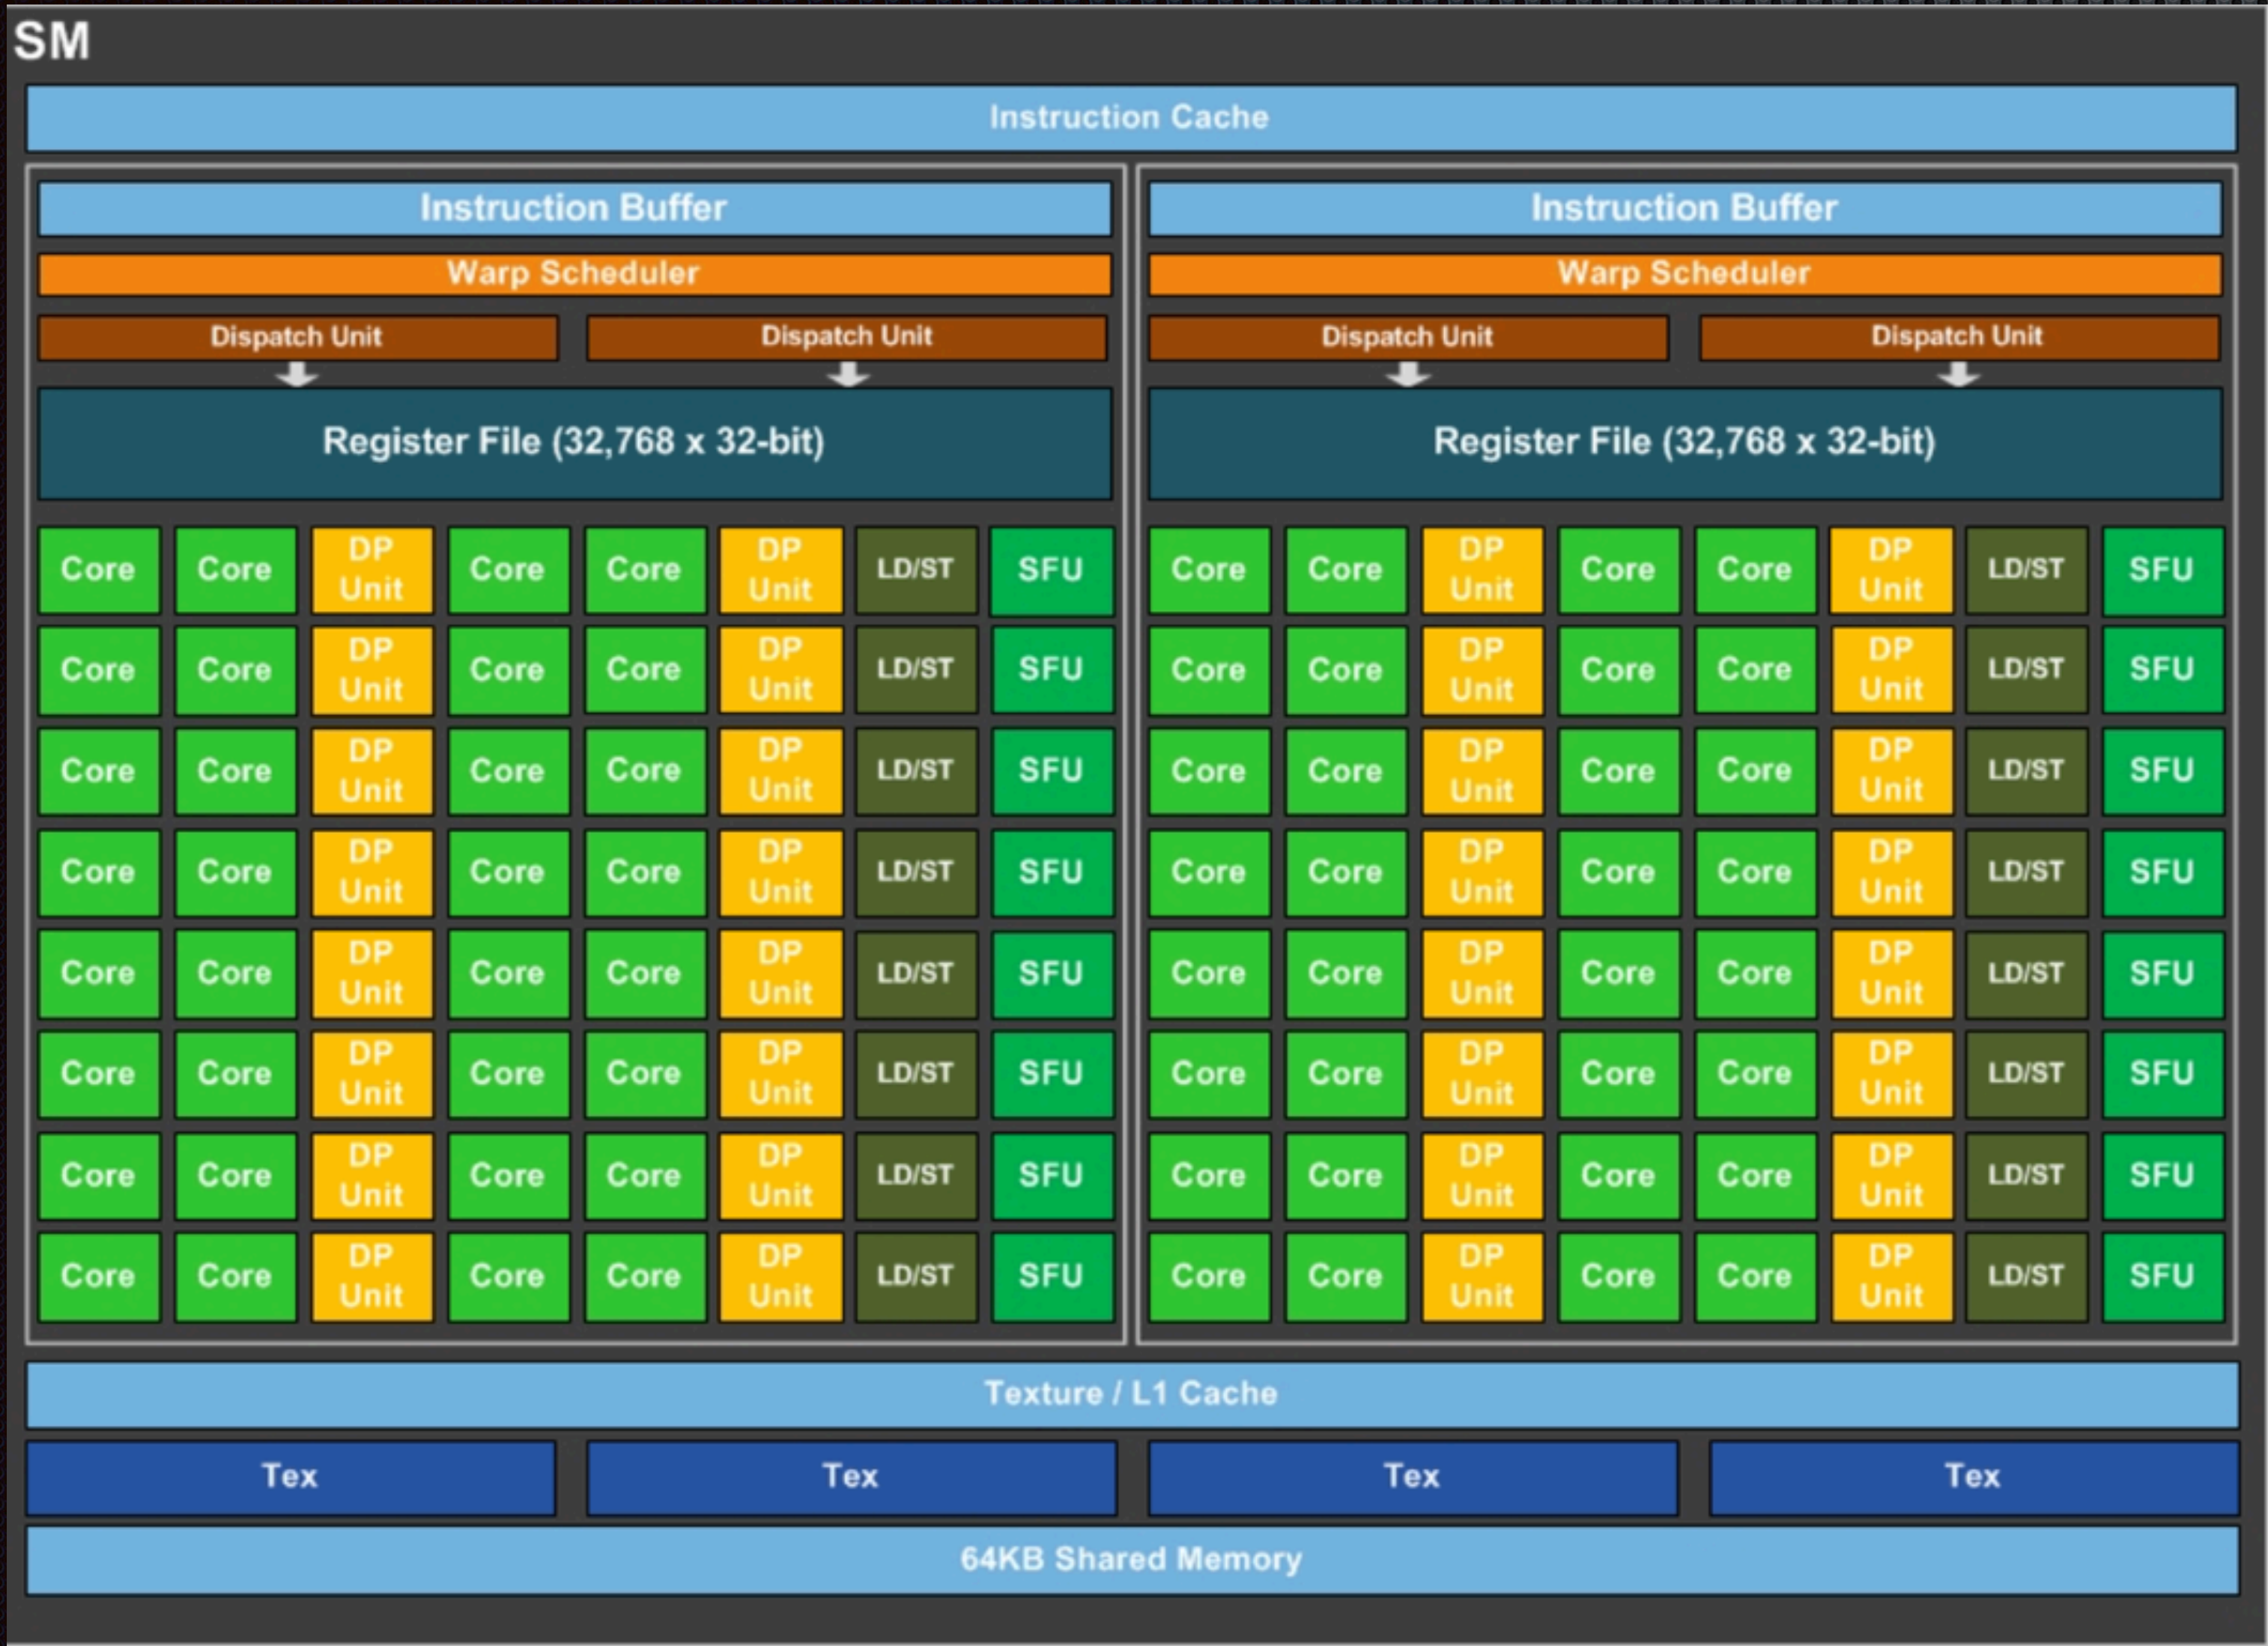 SM
Instruction Cache
Instruction Buffer Instruction Buffer
Warp Scheduler Warp Scheduler
Dispatch Unit Dispatch Unit Dispatch Unit Dispatch Unit
Register File (32,768 x 32-bit) Register File (32,768 x 32-bit)
Core Core DP Unit Core Core DP Unit LD/ST SFU Core Core DP Unit Core Core DP Unit LD/ST SFU
Core Core DP Unit Core Core DP Unit LD/ST SFU Core Core DP Unit Core Core DP Unit LD/ST SFU
Core Core DP Unit Core Core DP Unit LD/ST SFU Core Core DP Unit Core Core DP Unit LD/ST SFU
Core Core DP Unit Core Core DP Unit LD/ST SFU Core Core DP Unit Core Core DP Unit LD/ST SFU
Core Core DP Unit Core Core DP Unit LD/ST SFU Core Core DP Unit Core Core DP Unit LD/ST SFU
Core Core DP Unit Core Core DP Unit LD/ST SFU Core Core DP Unit Core Core DP Unit LD/ST SFU
Core Core DP Unit Core Core DP Unit LD/ST SFU Core Core DP Unit Core Core DP Unit LD/ST SFU
Core Core DP Unit Core Core DP Unit LD/ST SFU Core Core DP Unit Core Core DP Unit LD/ST SFU
Texture / L1 Cache
Tex Tex Tex Tex
64KB Shared Memory